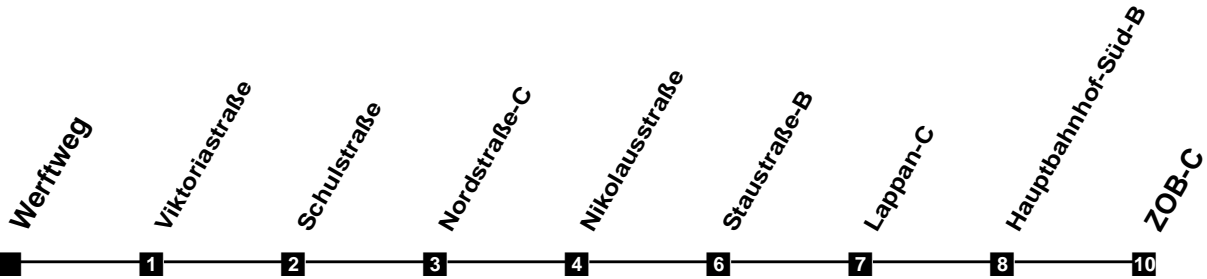 Werftweg
Viktoriastraße
Schulstraße
Nordstraße-C
Nikolausstraße
Staustraße-B
Lappan-C
Hauptbahnhof-Süd-B
ZOB-C
1 2 3 4 6 7 8 10